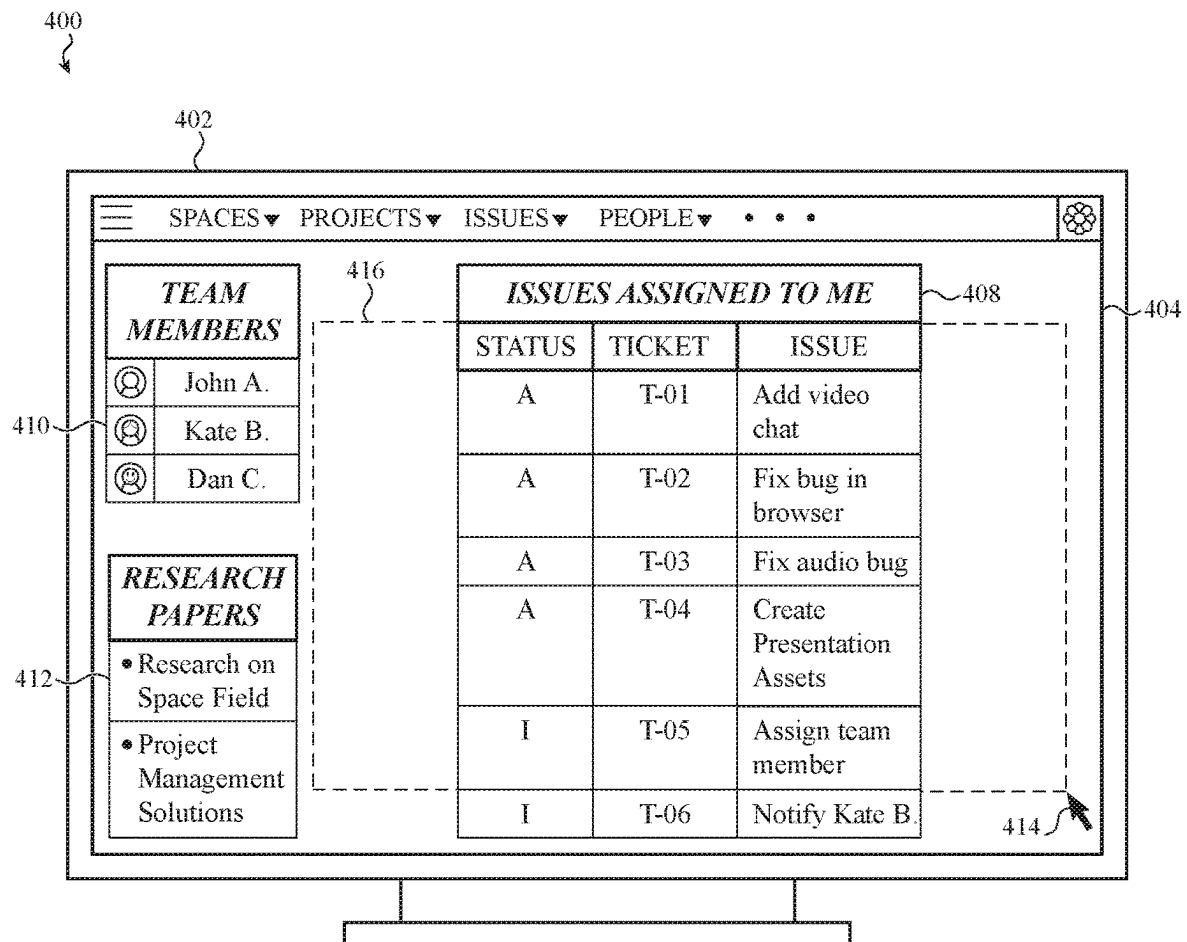 400
402
SPACES▾ PROJECTS▾ ISSUES▾ PEOPLE▾ • • •
404
TEAM
MEMBERS
John A.
Kate B.
Dan C.
410
RESEARCH
PAPERS
• Research on
Space Field
• Project
Management
Solutions
412
416
ISSUES ASSIGNED TO ME
408
STATUS TICKET ISSUE
A T-01 Add video
chat
A T-02 Fix bug in
browser
A T-03 Fix audio bug
A T-04 Create
Presentation
Assets
I T-05 Assign team
member
I T-06 Notify Kate B.
414